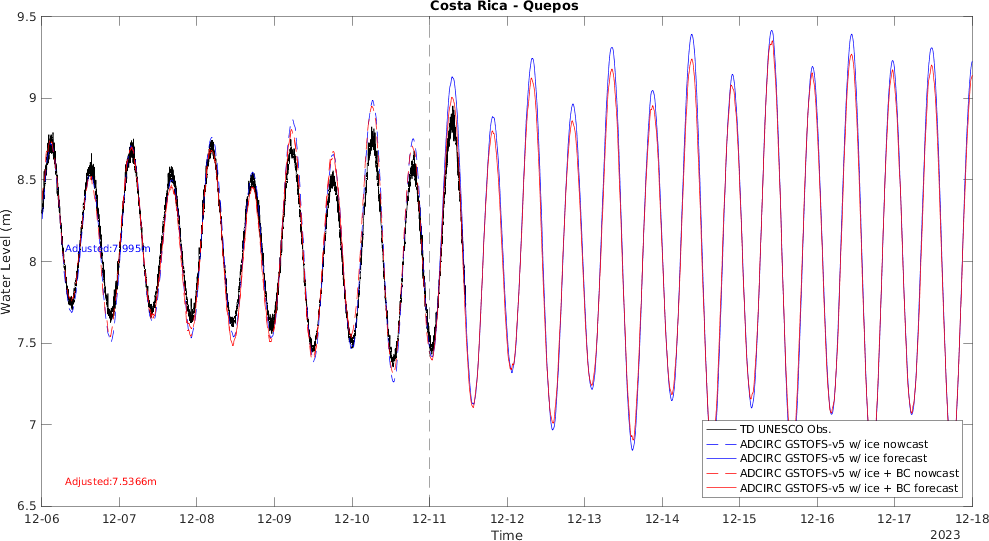 Costa Rica - Quepos
9.5
9
8.5
8
7.5
7
6.5
Water Level (m)
Adjusted:7.995m
Adjusted:7.5366m
TD UNESCO Obs.
ADCIRC GSTOFS-v5 w/ ice nowcast
ADCIRC GSTOFS-v5 w/ ice forecast
ADCIRC GSTOFS-v5 w/ ice + BC nowcast
ADCIRC GSTOFS-v5 w/ ice + BC forecast
12-06 12-07 12-08 12-09 12-10 12-11 12-12 12-13 12-14 12-15 12-16 12-17 12-18
Time
2023